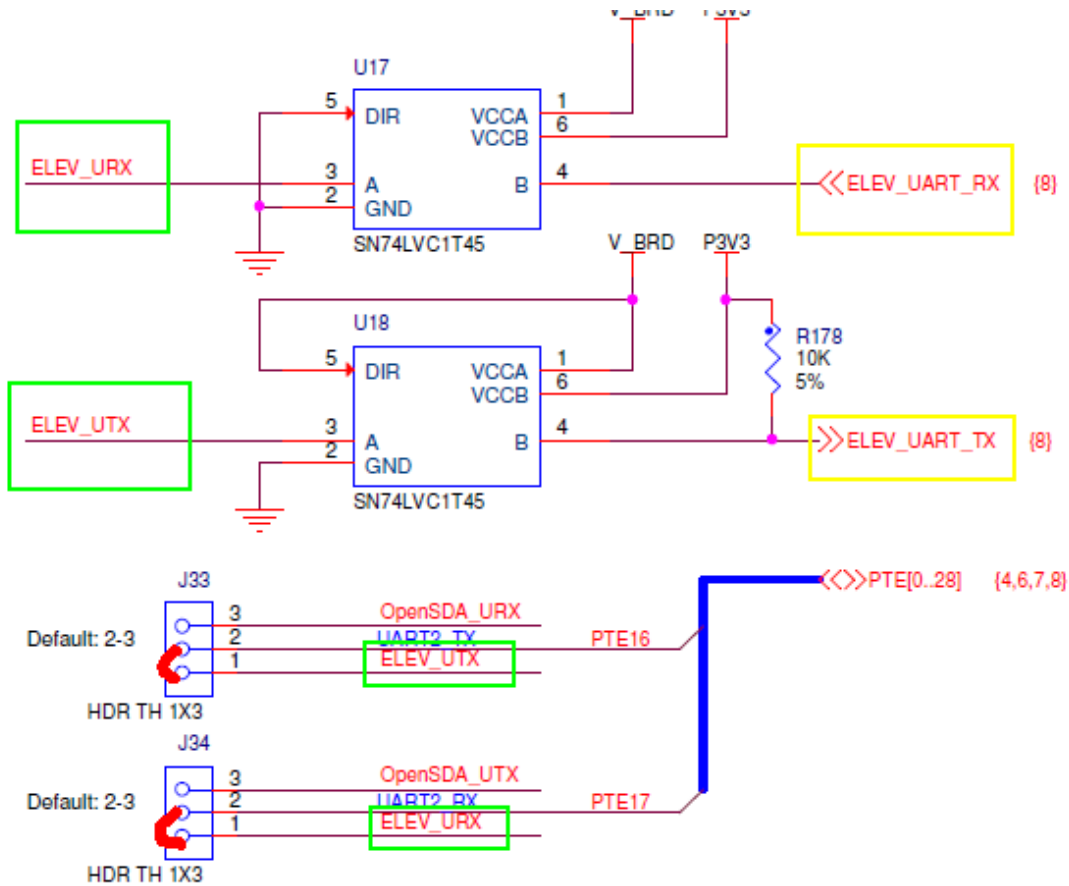 V_BRD P3V3
U17
5 DIR VCCA 1
VCCB 6
ELEV_URX 3 A B 4 ELEV_UART_RX {8}
2 GND
SN74LVC1T45
V_BRD P3V3
U18
5 DIR VCCA 1
VCCB 6
R178
10K
5%
ELEV_UTX 3 A B 4 ELEV_UART_TX {8}
2 GND
SN74LVC1T45
PTE[0..28] {4,6,7,8}
J33
3 OpenSDA_URX
Default: 2-3 2 UART2_TX PTE16
1 ELEV_UTX
HDR TH 1X3
J34
3 OpenSDA_UTX
Default: 2-3 2 UART2_RX PTE17
1 ELEV_URX
HDR TH 1X3